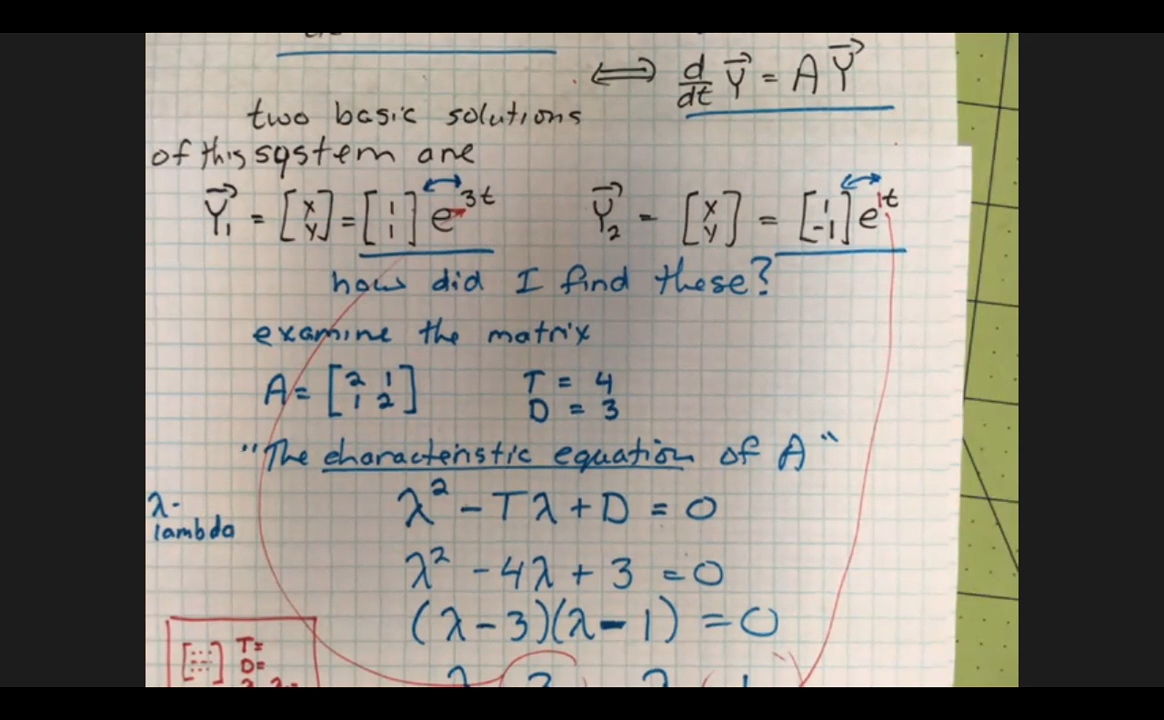 ⟺ d/dt Y⃗ = A Y⃗
two basic solutions
of this system are
Y⃗₁ = [x y] = [1 1] e^3t Y⃗₂ = [x y] = [1 -1] e^1t
how did I find these?
examine the matrix
A = [2 1 1 2] T = 4
D = 3
"The characteristic equation of A"
λ² - Tλ + D = 0
λ - lambda
λ² - 4λ + 3 = 0
(λ - 3)(λ - 1) = 0
T=
D=